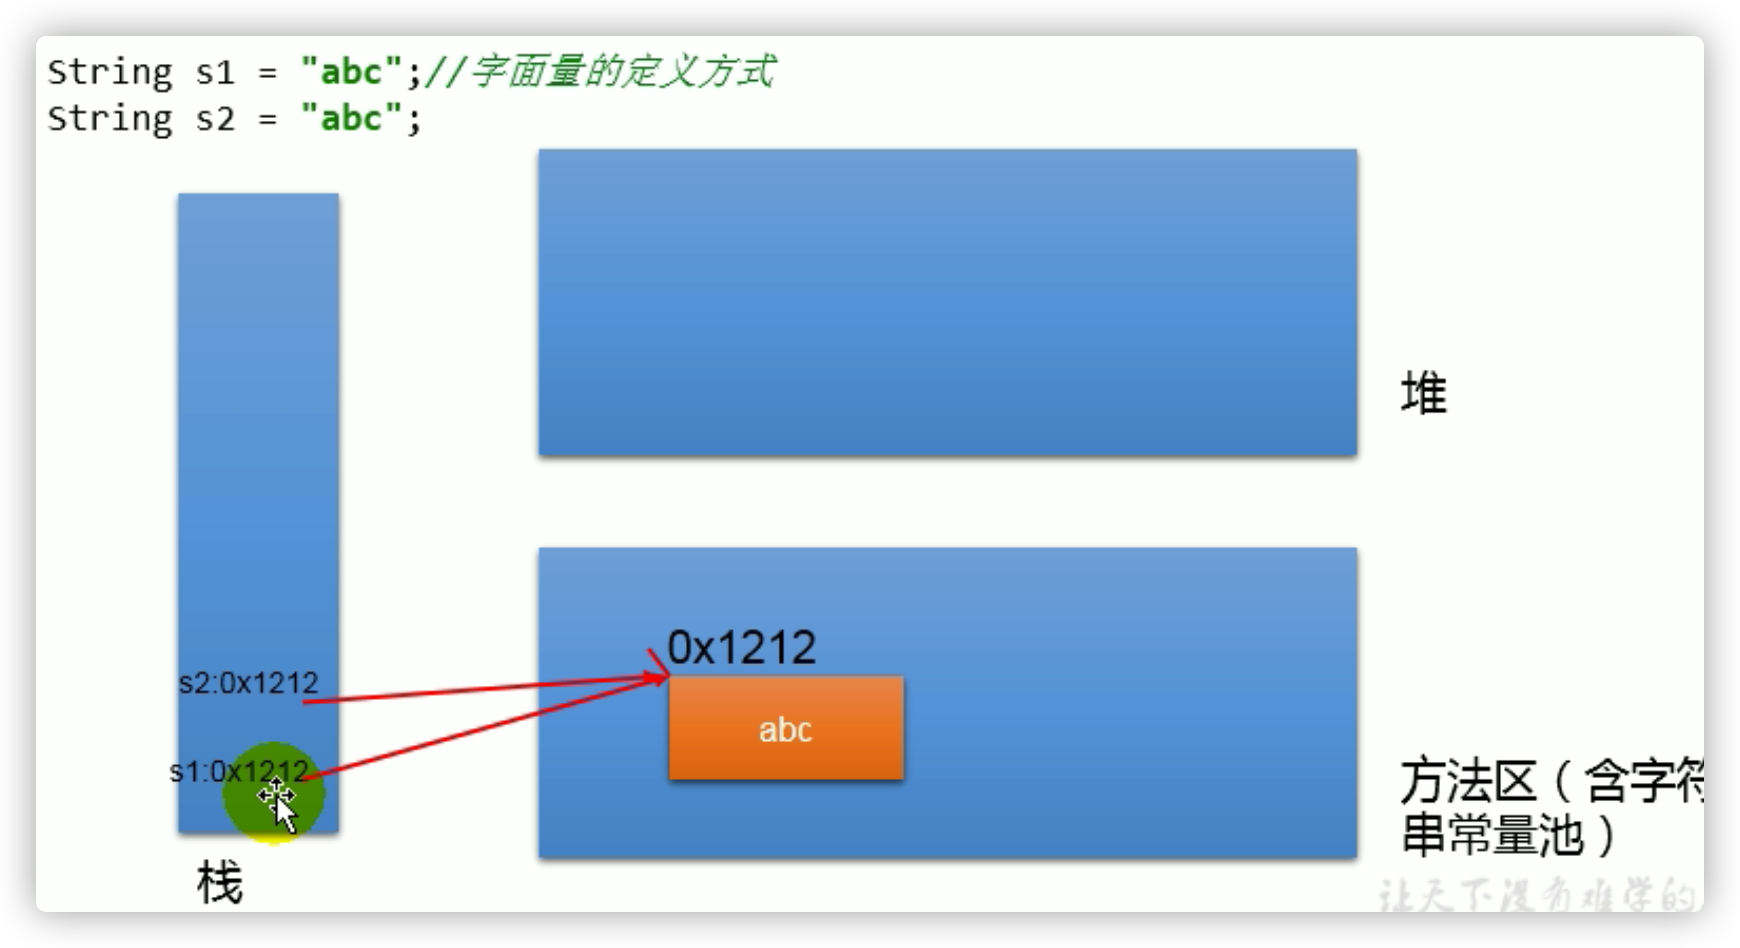 String s1 = "abc";//字面量的定义方式
String s2 = "abc";
堆
0x1212
s2:0x1212
abc
s1:0x1212
方法区（含字符
串常量池）
栈
让天下没有难学的